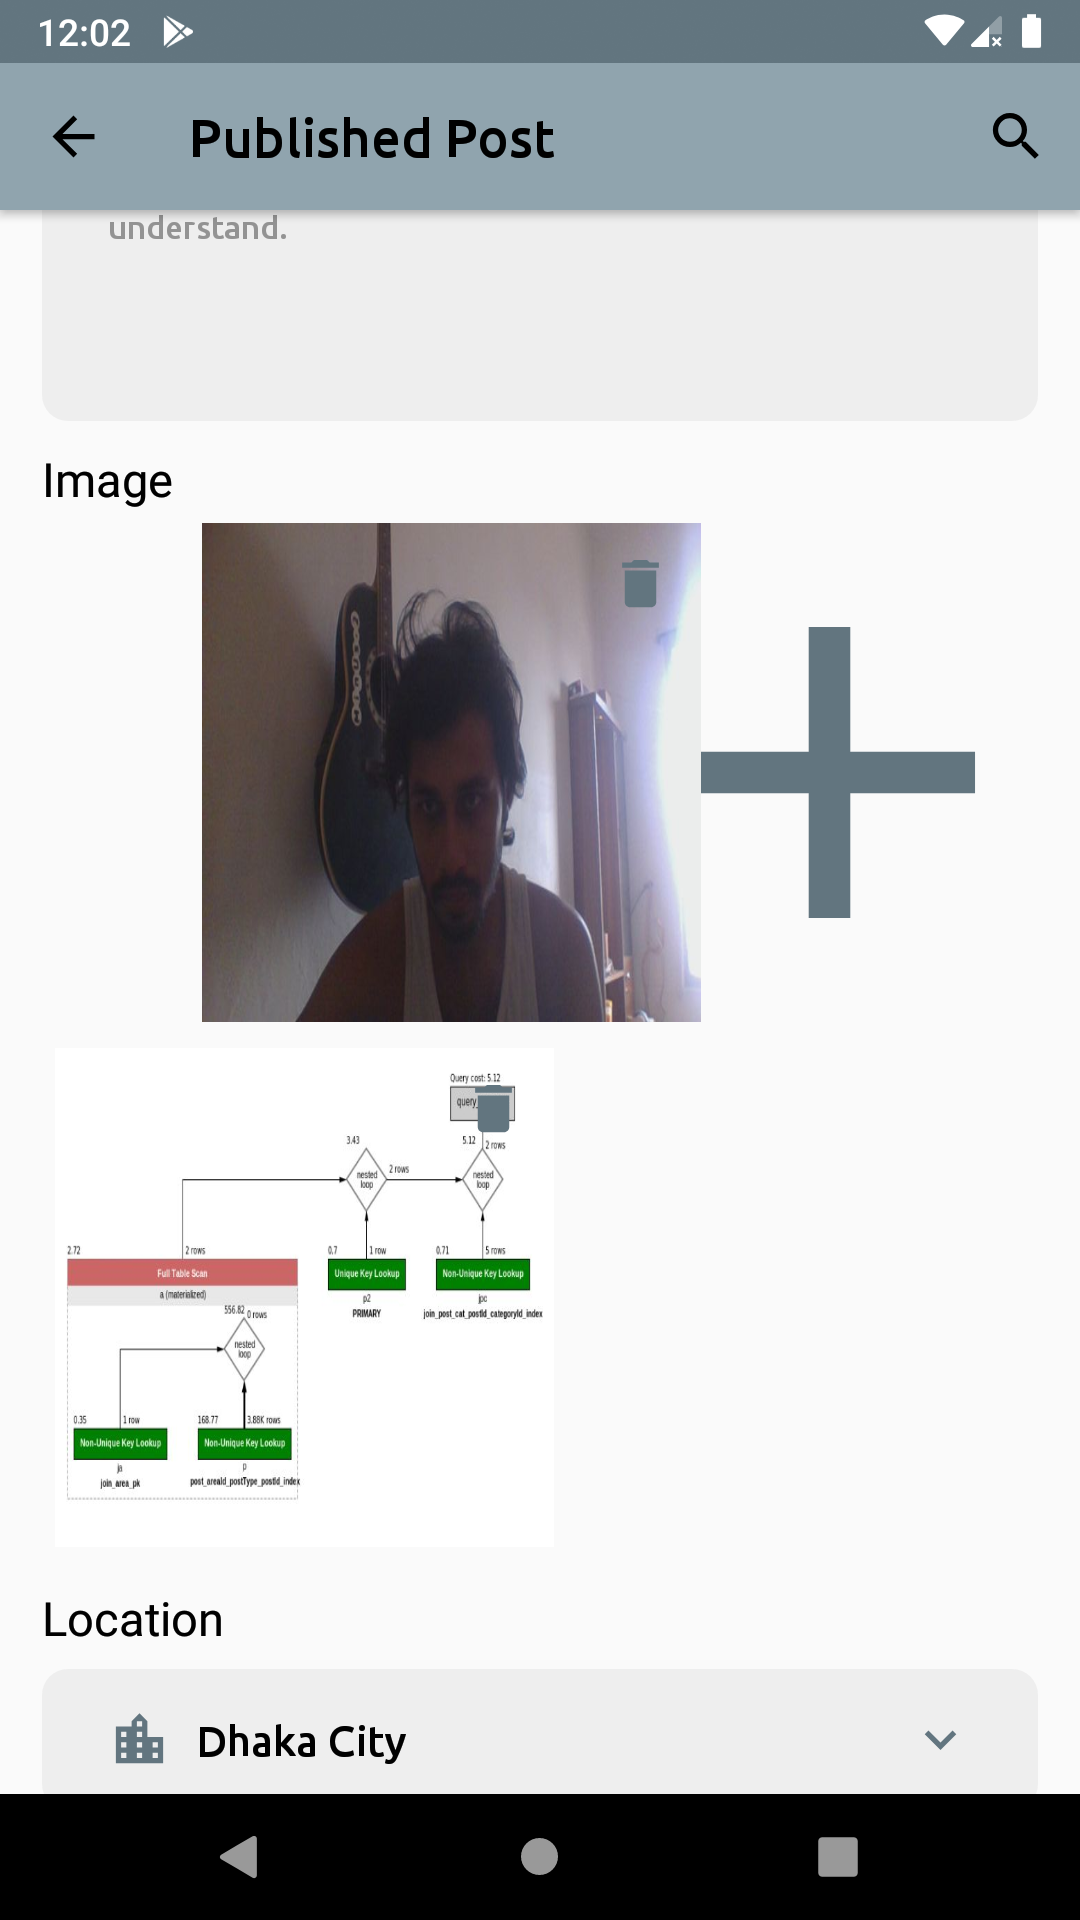 12:02
Published Post
understand.
Image
Query cost: 5.12
query
3.43
5.12
2 rows
nested
loop
2 rows
nested
loop
2.72
2 rows
0.7
1 row
0.71
5 rows
Full Table Scan
Unique Key Lookup
Non-Unique Key Lookup
a (materialized)
p2
jpc
556.82
0 rows
PRIMARY
join_post_cat_postId_categoryId_index
nested
loop
0.35
1 row
168.77
3.88K rows
Non-Unique Key Lookup
Non-Unique Key Lookup
ja
p
join_area_pk
post_areaId_postType_postId_index
Location
Dhaka City